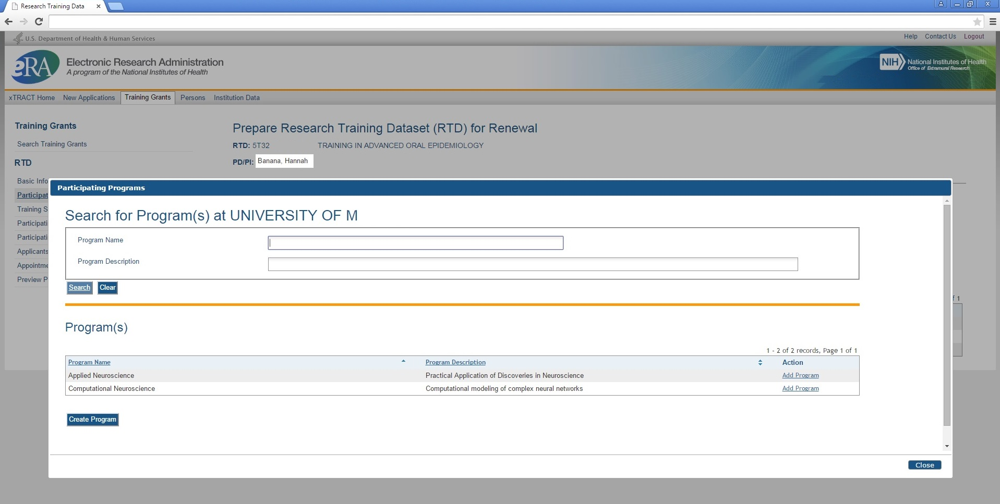 Research Training Data
U.S. Department of Health & Human Services
Help Contact Us Logout
eRA
Electronic Research Administration
A program of the National Institutes of Health
NIH National Institutes of Health
Office of Extramural Research
xTRACT Home New Applications Training Grants Persons Institution Data
Training Grants
Search Training Grants
RTD
Prepare Research Training Dataset (RTD) for Renewal
RTD: 5T32 TRAINING IN ADVANCED ORAL EPIDEMIOLOGY
PD/PI: Banana, Hannah
Basic Info
Participat
Training S
Participati
Participati
Applicants
Appointme
Preview P
Participating Programs
Search for Program(s) at UNIVERSITY OF M
Program Name
Program Description
Search Clear
f 1
Program(s)
1 - 2 of 2 records, Page 1 of 1
Program Name Program Description Action
Applied Neuroscience Practical Application of Discoveries in Neuroscience Add Program
Computational Neuroscience Computational modeling of complex neural networks Add Program
Create Program
Close